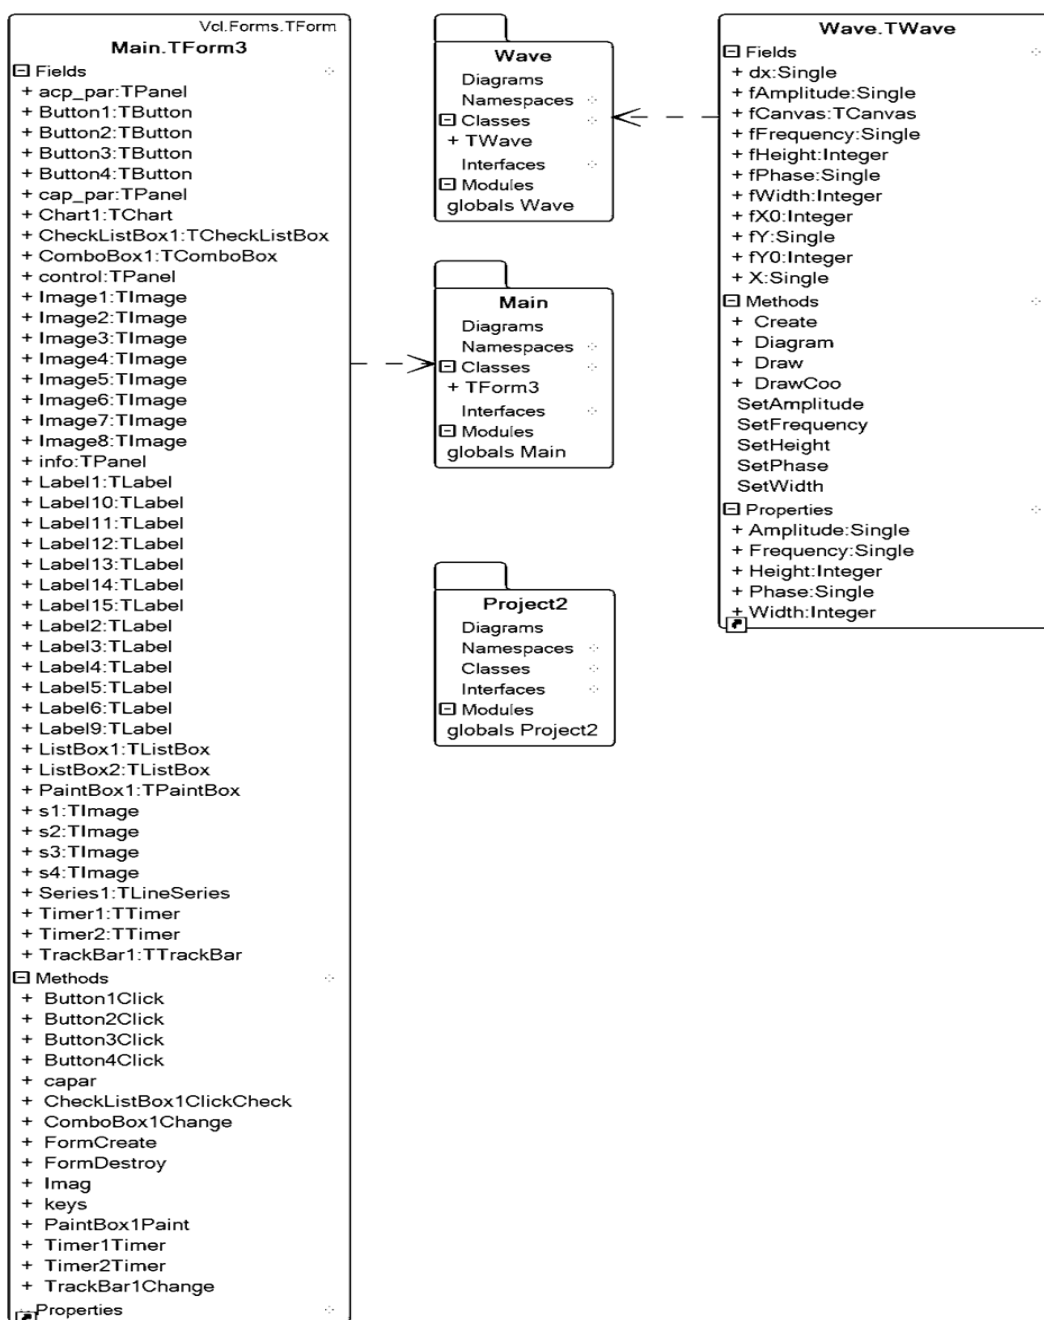 Vcl.Forms.TForm
Main.TForm3
Fields
+ acp_par:TPanel
+ Button1:TButton
+ Button2:TButton
+ Button3:TButton
+ Button4:TButton
+ cap_par:TPanel
+ Chart1:TChart
+ CheckListBox1:TCheckListBox
+ ComboBox1:TComboBox
+ control:TPanel
+ Image1:TImage
+ Image2:TImage
+ Image3:TImage
+ Image4:TImage
+ Image5:TImage
+ Image6:TImage
+ Image7:TImage
+ Image8:TImage
+ info:TPanel
+ Label1:TLabel
+ Label10:TLabel
+ Label11:TLabel
+ Label12:TLabel
+ Label13:TLabel
+ Label14:TLabel
+ Label15:TLabel
+ Label2:TLabel
+ Label3:TLabel
+ Label4:TLabel
+ Label5:TLabel
+ Label6:TLabel
+ Label9:TLabel
+ ListBox1:TListBox
+ ListBox2:TListBox
+ PaintBox1:TPaintBox
+ s1:TImage
+ s2:TImage
+ s3:TImage
+ s4:TImage
+ Series1:TLineSeries
+ Timer1:TTimer
+ Timer2:TTimer
+ TrackBar1:TTrackBar
Methods
+ Button1Click
+ Button2Click
+ Button3Click
+ Button4Click
+ capar
+ CheckListBox1ClickCheck
+ ComboBox1Change
+ FormCreate
+ FormDestroy
+ Imag
+ keys
+ PaintBox1Paint
+ Timer1Timer
+ Timer2Timer
+ TrackBar1Change
Properties
Wave
Diagrams
Namespaces
Classes
+ TWave
Interfaces
Modules
globals Wave
Main
Diagrams
Namespaces
Classes
+ TForm3
Interfaces
Modules
globals Main
Project2
Diagrams
Namespaces
Classes
Interfaces
Modules
globals Project2
Wave.TWave
Fields
+ dx:Single
+ fAmplitude:Single
+ fCanvas:TCanvas
+ fFrequency:Single
+ fHeight:Integer
+ fPhase:Single
+ fWidth:Integer
+ fX0:Integer
+ fY:Single
+ fY0:Integer
+ X:Single
Methods
+ Create
+ Diagram
+ Draw
+ DrawCoo
SetAmplitude
SetFrequency
SetHeight
SetPhase
SetWidth
Properties
+ Amplitude:Single
+ Frequency:Single
+ Height:Integer
+ Phase:Single
+ Width:Integer